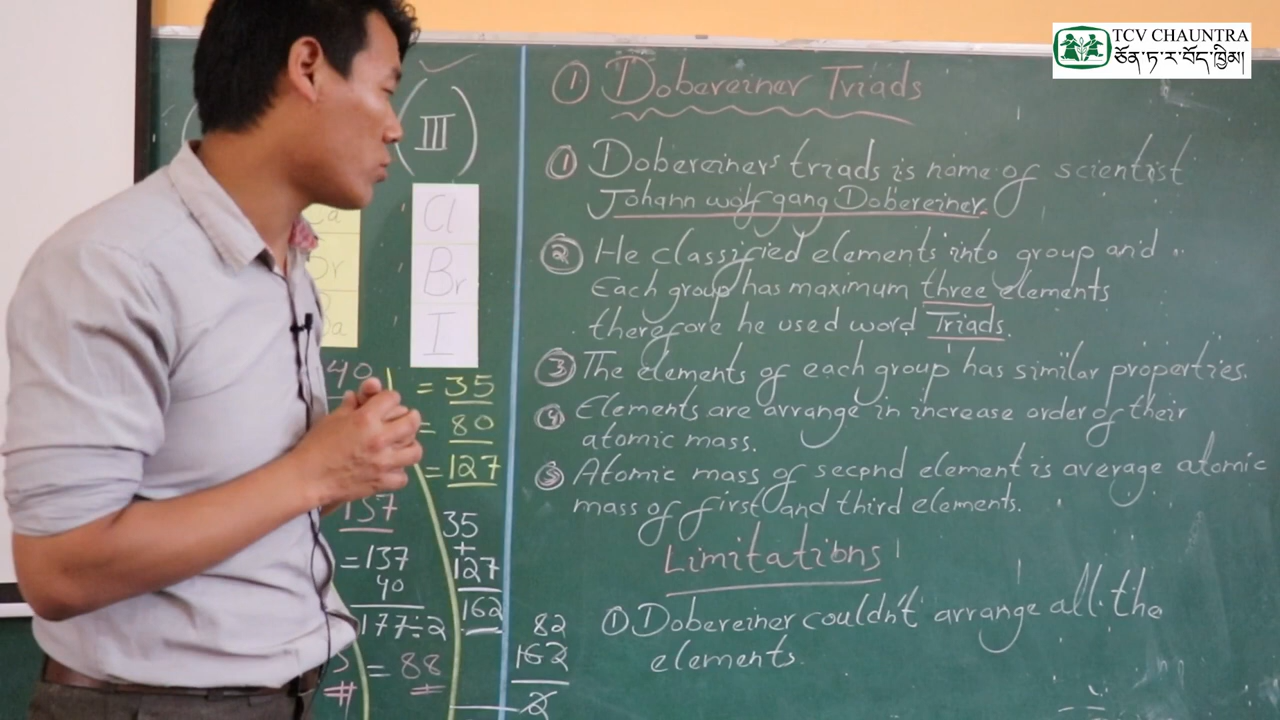 TCV CHAUNTRA
ཙོན་ཏ་ར་བོད་ཁྱིམ།
① Dobereiner Triads
① Dobereiner's triads is name of scientist
Johann wolfgang Dobereiner.
② He classified elements into group and
Each group has maximum three elements
therefore he used word Triads.
③ The elements of each group has similar properties.
④ Elements are arrange in increase order of their
atomic mass.
⑤ Atomic mass of second element is average atomic
mass of first and third elements.
Limitations
① Dobereiner couldn't arrange all the
elements.
(III)
Cl
Br
I
40
= 35
= 80
= 127
137
=137
40
177÷2
= 88
35
+
127
162
82
162
2